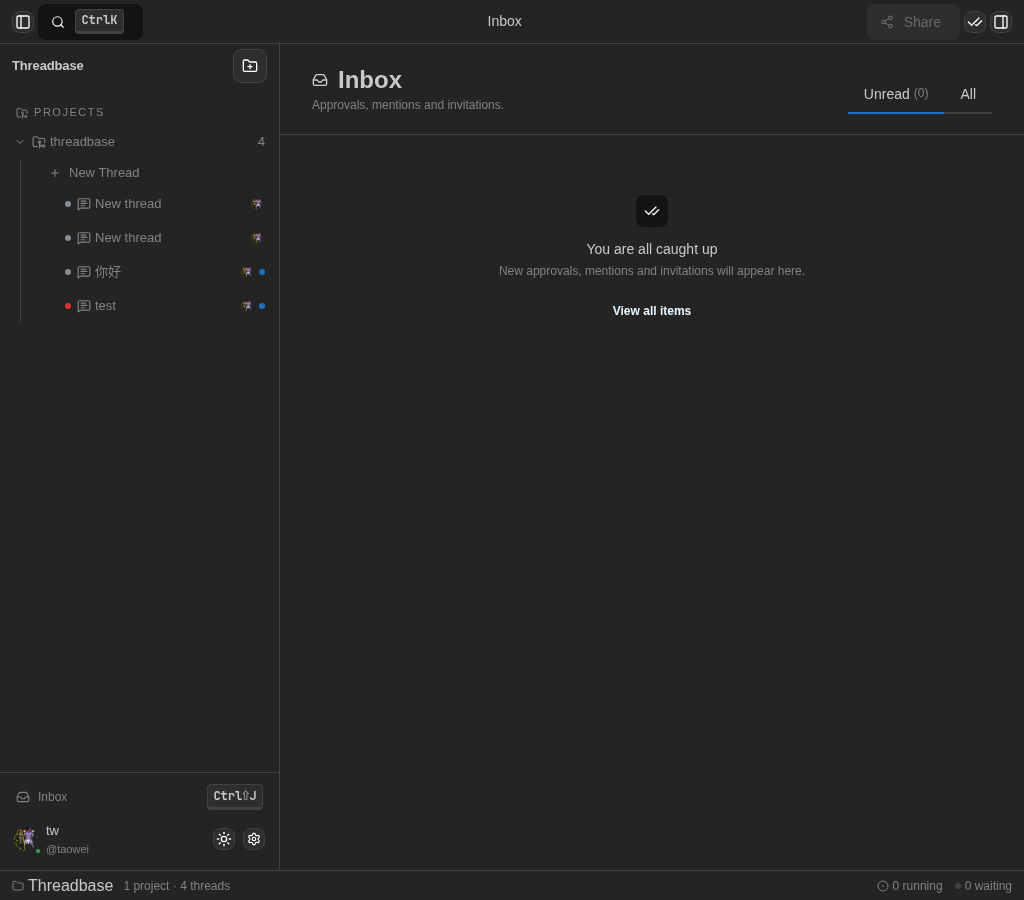 CtrlK
Inbox
Share
Threadbase
PROJECTS
threadbase 4
New Thread
New thread
New thread
你好
test
Inbox
Approvals, mentions and invitations.
Unread (0) All
You are all caught up
New approvals, mentions and invitations will appear here.
View all items
Inbox Ctrl⇧J
tw
@taowei
Threadbase 1 project · 4 threads
0 running 0 waiting